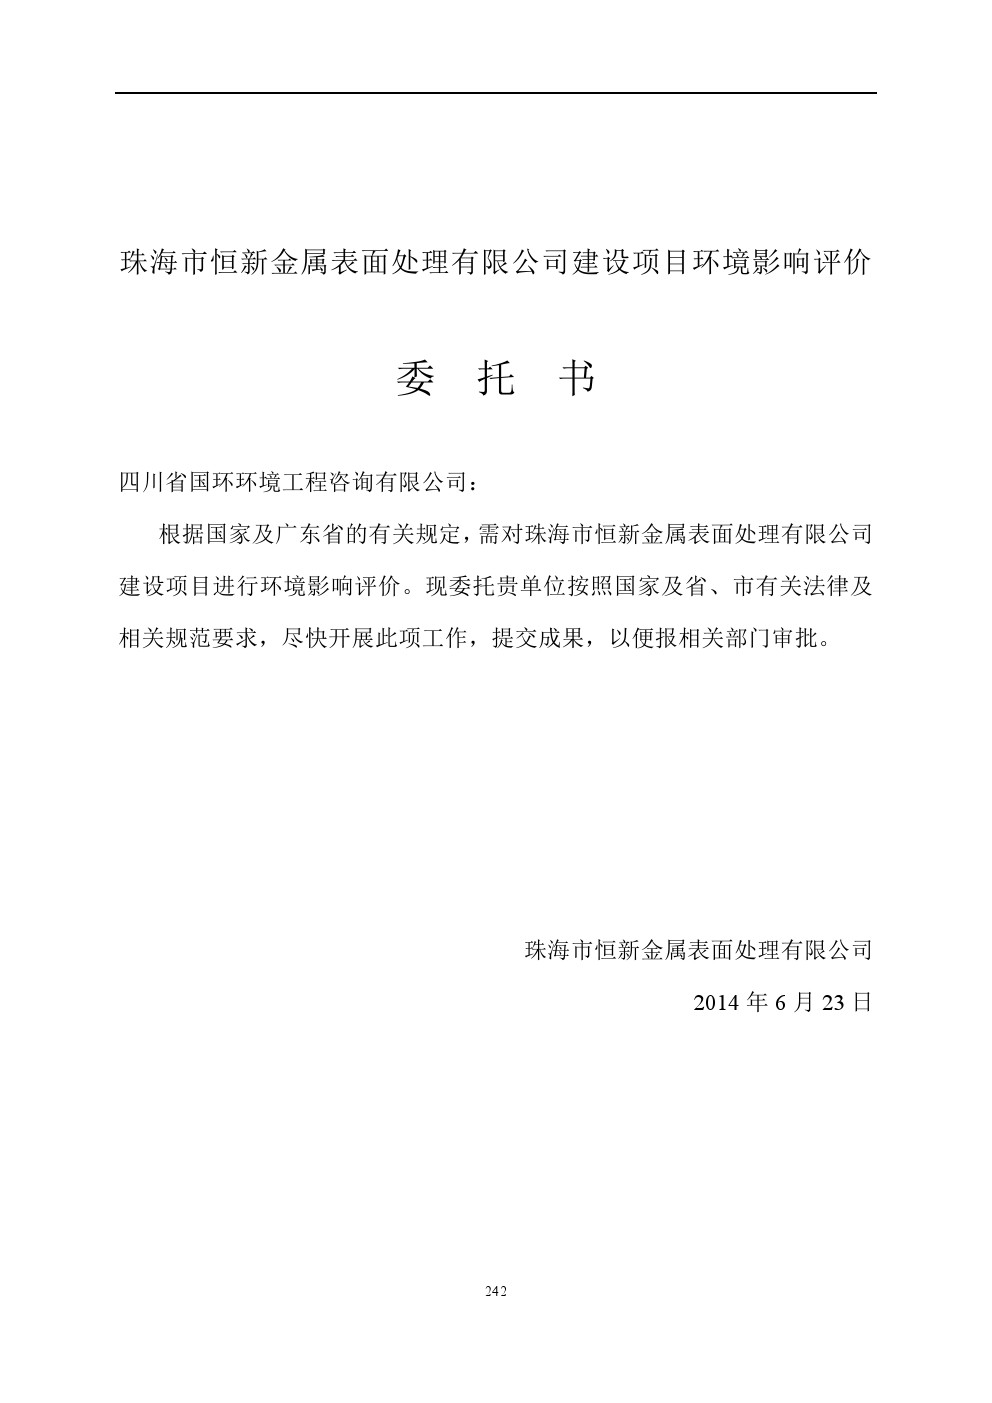 珠海市恒新金属表面处理有限公司建设项目环境影响评价
委 托 书
四川省国环环境工程咨询有限公司：
根据国家及广东省的有关规定，需对珠海市恒新金属表面处理有限公司
建设项目进行环境影响评价。现委托贵单位按照国家及省、市有关法律及
相关规范要求，尽快开展此项工作，提交成果，以便报相关部门审批。
珠海市恒新金属表面处理有限公司
2014 年 6 月 23 日
242